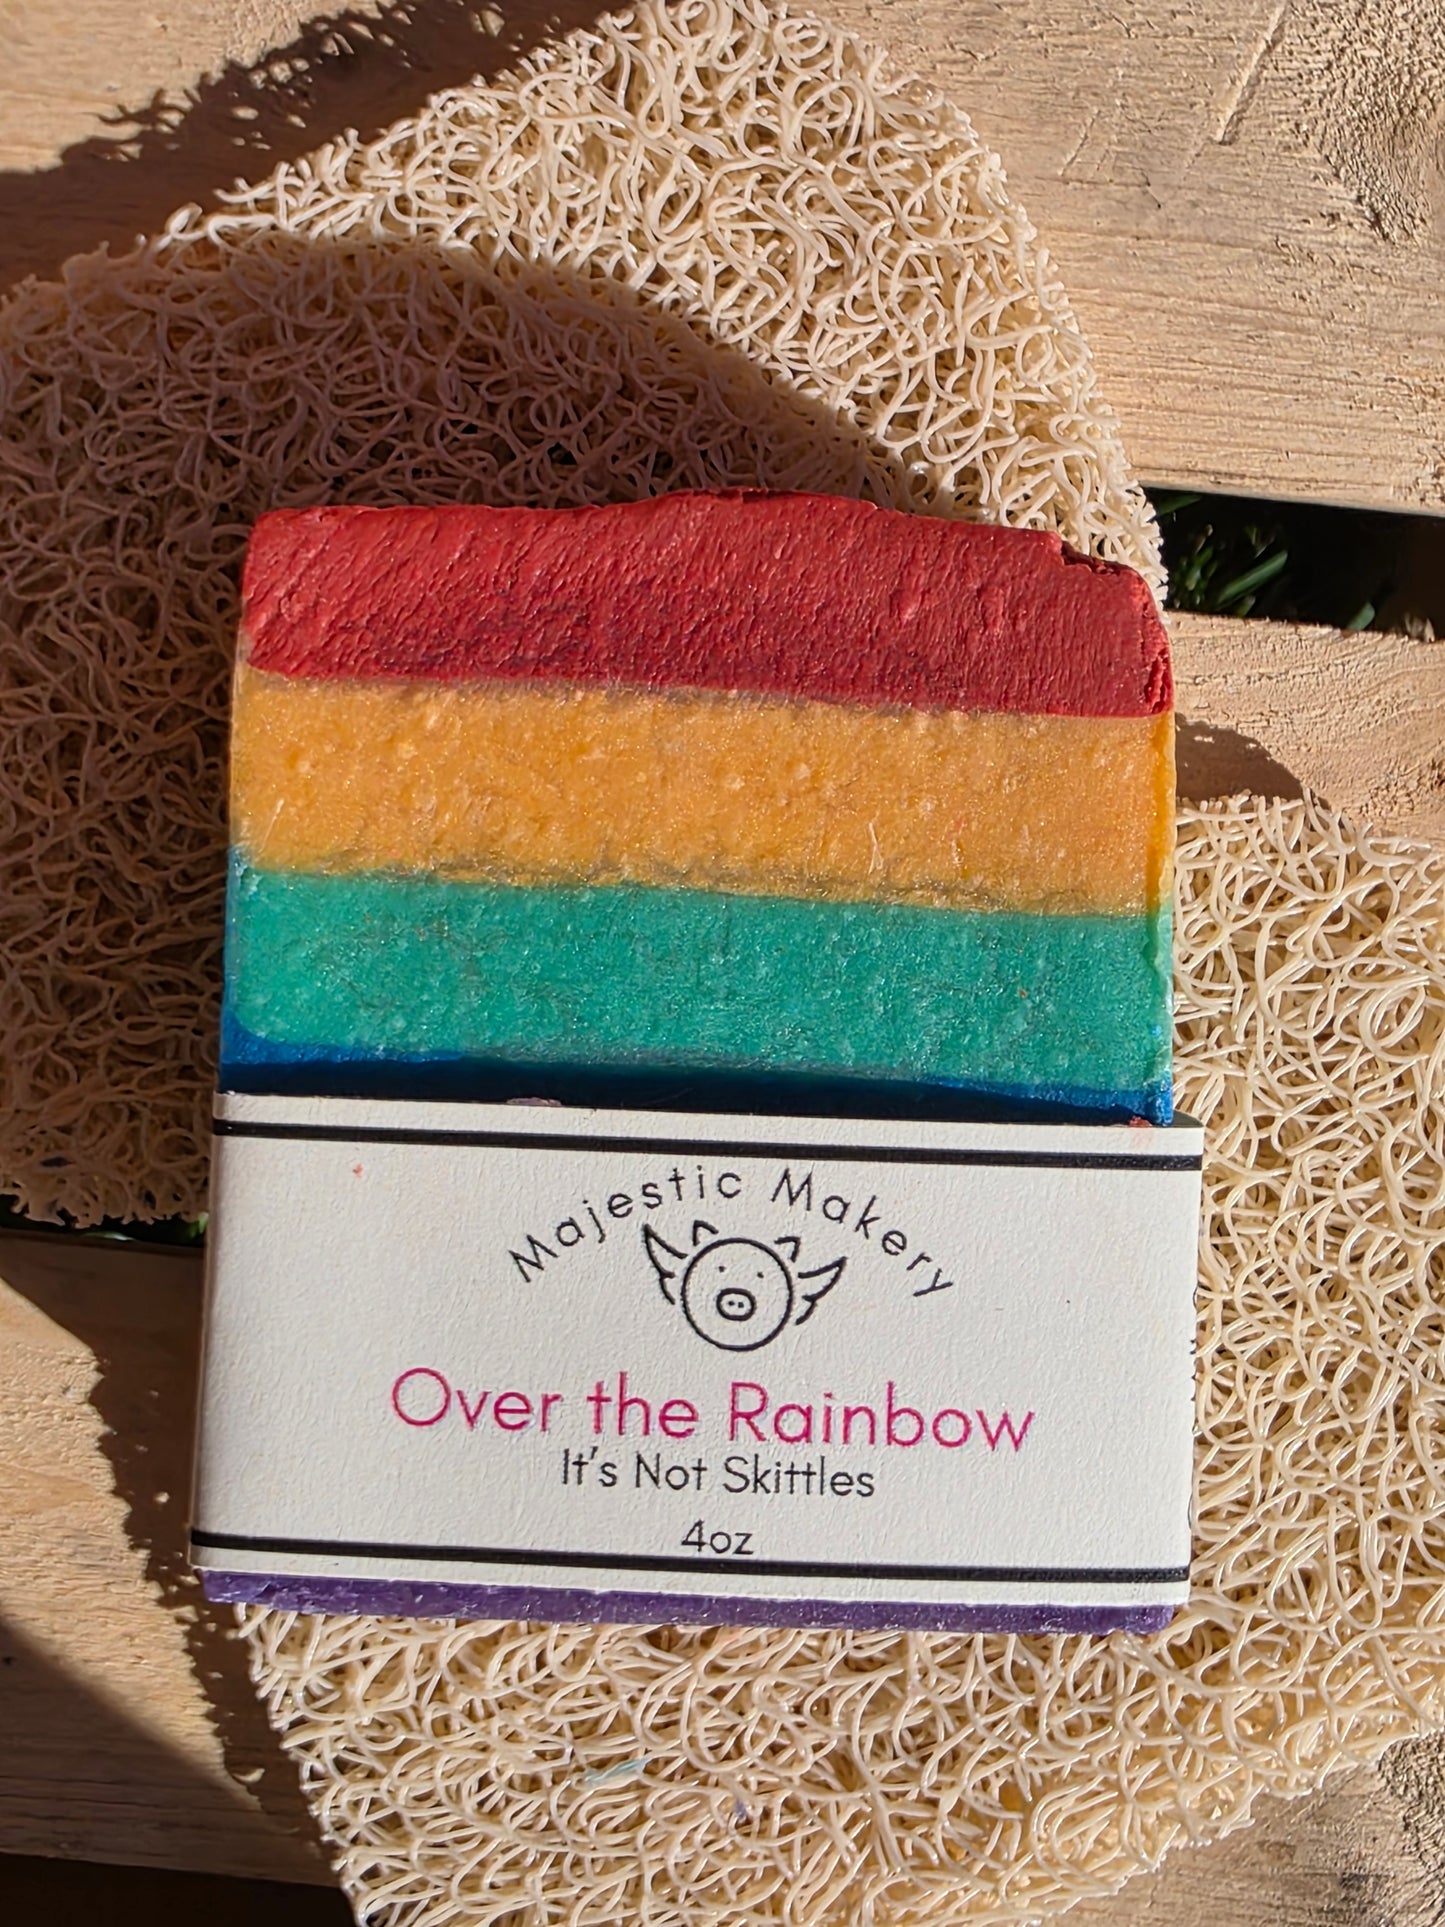 Majestic Makery
Over the Rainbow
It's Not Skittles
4oz